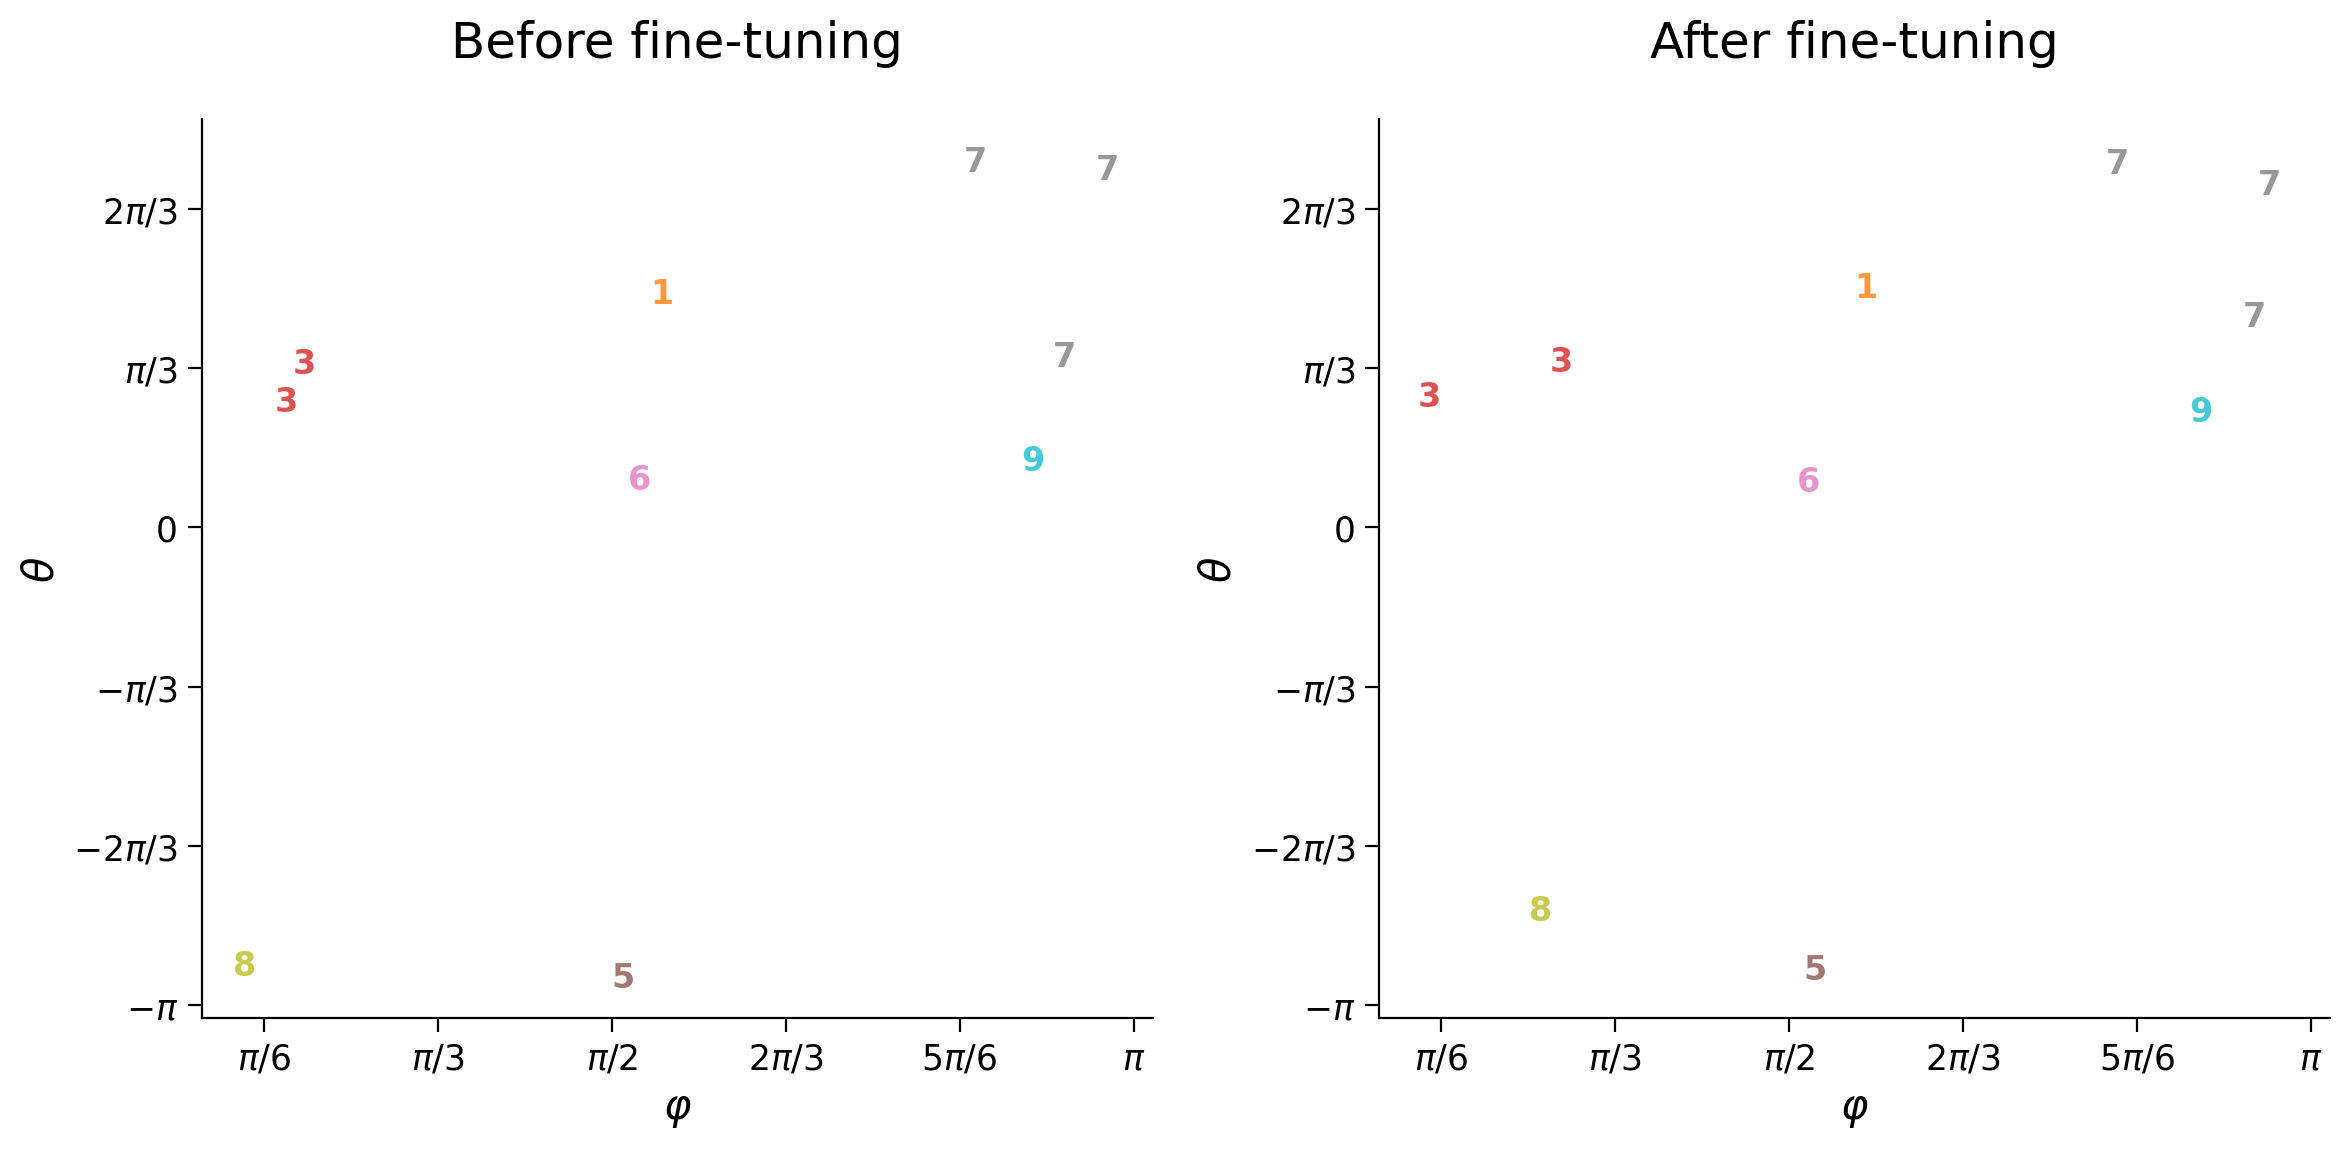 Before fine-tuning
7
7
2π/3
1
7
3
π/3
3
9
6
0
θ
−π/3
−2π/3
8
5
−π
π/6
π/3
π/2
2π/3
5π/6
π
φ
After fine-tuning
7
7
2π/3
1
7
3
π/3
3
9
6
0
θ
−π/3
−2π/3
8
5
−π
π/6
π/3
π/2
2π/3
5π/6
π
φ